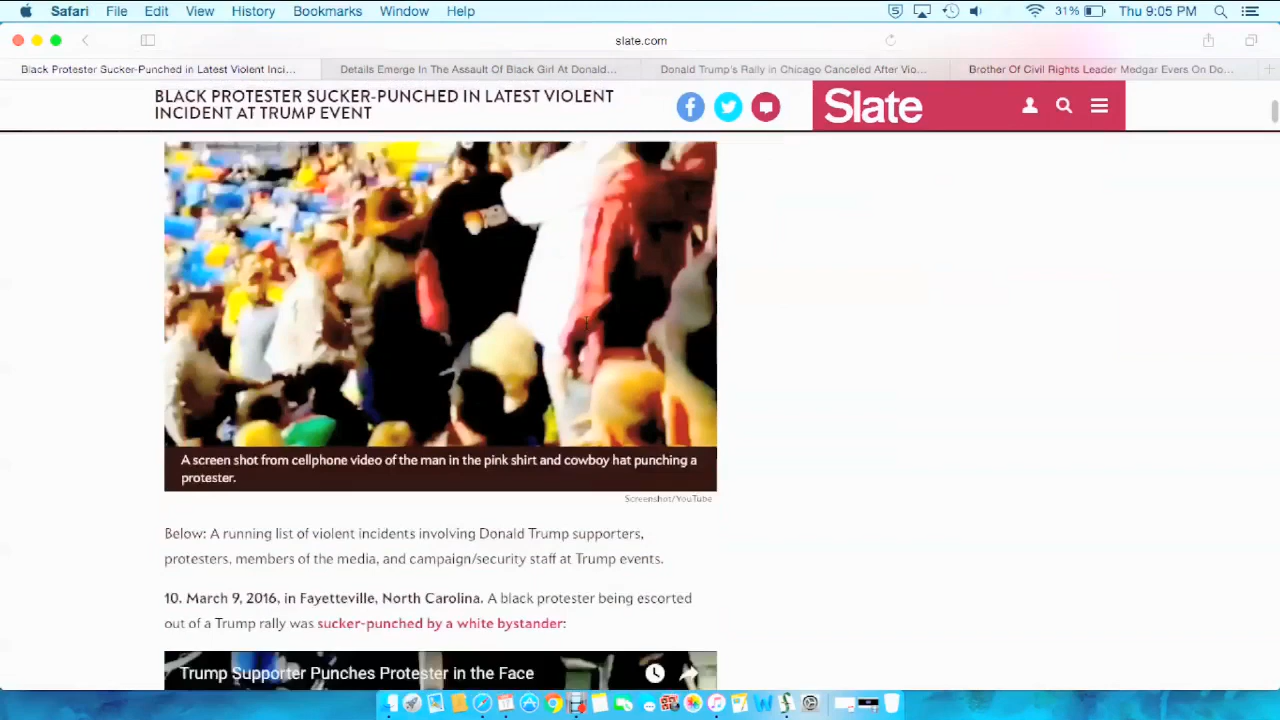 Safari File Edit View History Bookmarks Window Help 31% Thu 9:05 PM
slate.com
Black Protester Sucker-Punched in Latest Violent Inci... Details Emerge In The Assault Of Black Girl At Donald... Donald Trump's Rally in Chicago Canceled After Vio... Brother Of Civil Rights Leader Medgar Evers On Do...
BLACK PROTESTER SUCKER-PUNCHED IN LATEST VIOLENT
INCIDENT AT TRUMP EVENT
Slate
A screen shot from cellphone video of the man in the pink shirt and cowboy hat punching a
protester.
Screenshot/YouTube
Below: A running list of violent incidents involving Donald Trump supporters,
protesters, members of the media, and campaign/security staff at Trump events.
10. March 9, 2016, in Fayetteville, North Carolina. A black protester being escorted
out of a Trump rally was sucker-punched by a white bystander:
Trump Supporter Punches Protester in the Face